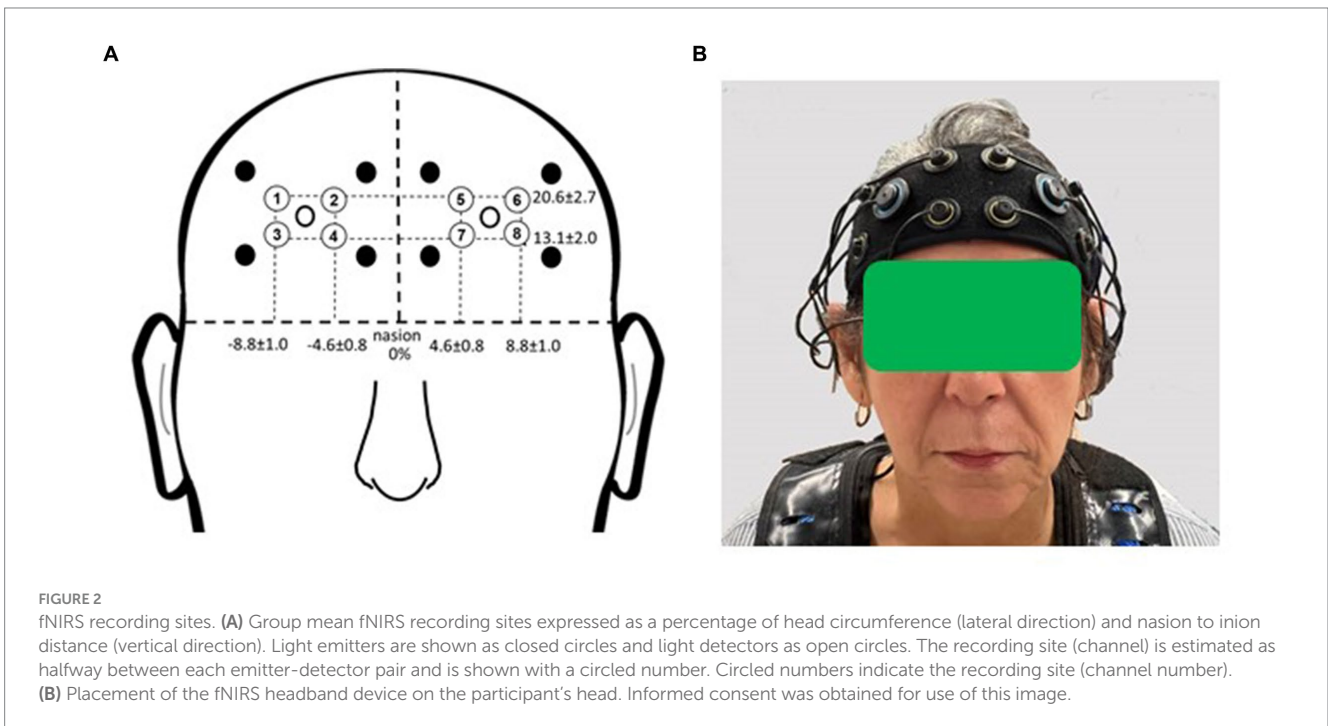 A
B
1 2 5 6 20.6±2.7
3 4 7 8 13.1±2.0
nasion
-8.8±1.0 -4.6±0.8 0% 4.6±0.8 8.8±1.0
FIGURE 2
fNIRS recording sites. (A) Group mean fNIRS recording sites expressed as a percentage of head circumference (lateral direction) and nasion to inion
distance (vertical direction). Light emitters are shown as closed circles and light detectors as open circles. The recording site (channel) is estimated as
halfway between each emitter-detector pair and is shown with a circled number. Circled numbers indicate the recording site (channel number).
(B) Placement of the fNIRS headband device on the participant's head. Informed consent was obtained for use of this image.